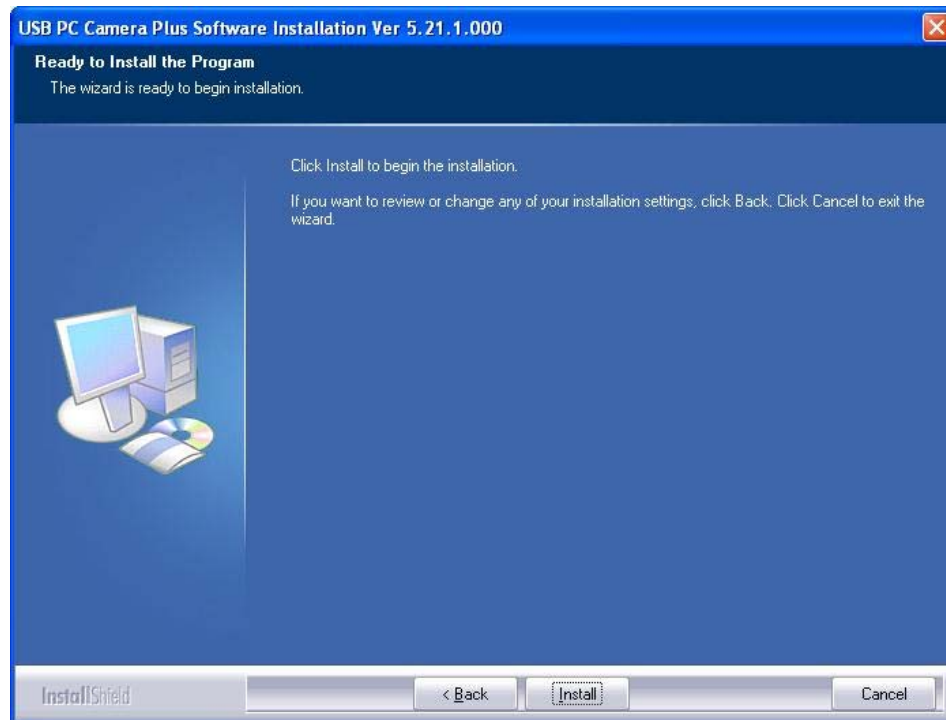 USB PC Camera Plus Software Installation Ver 5.21.1.000
Ready to Install the Program
The wizard is ready to begin installation.
Click Install to begin the installation.
If you want to review or change any of your installation settings, click Back. Click Cancel to exit the
wizard.
InstallShield
< Back
Install
Cancel